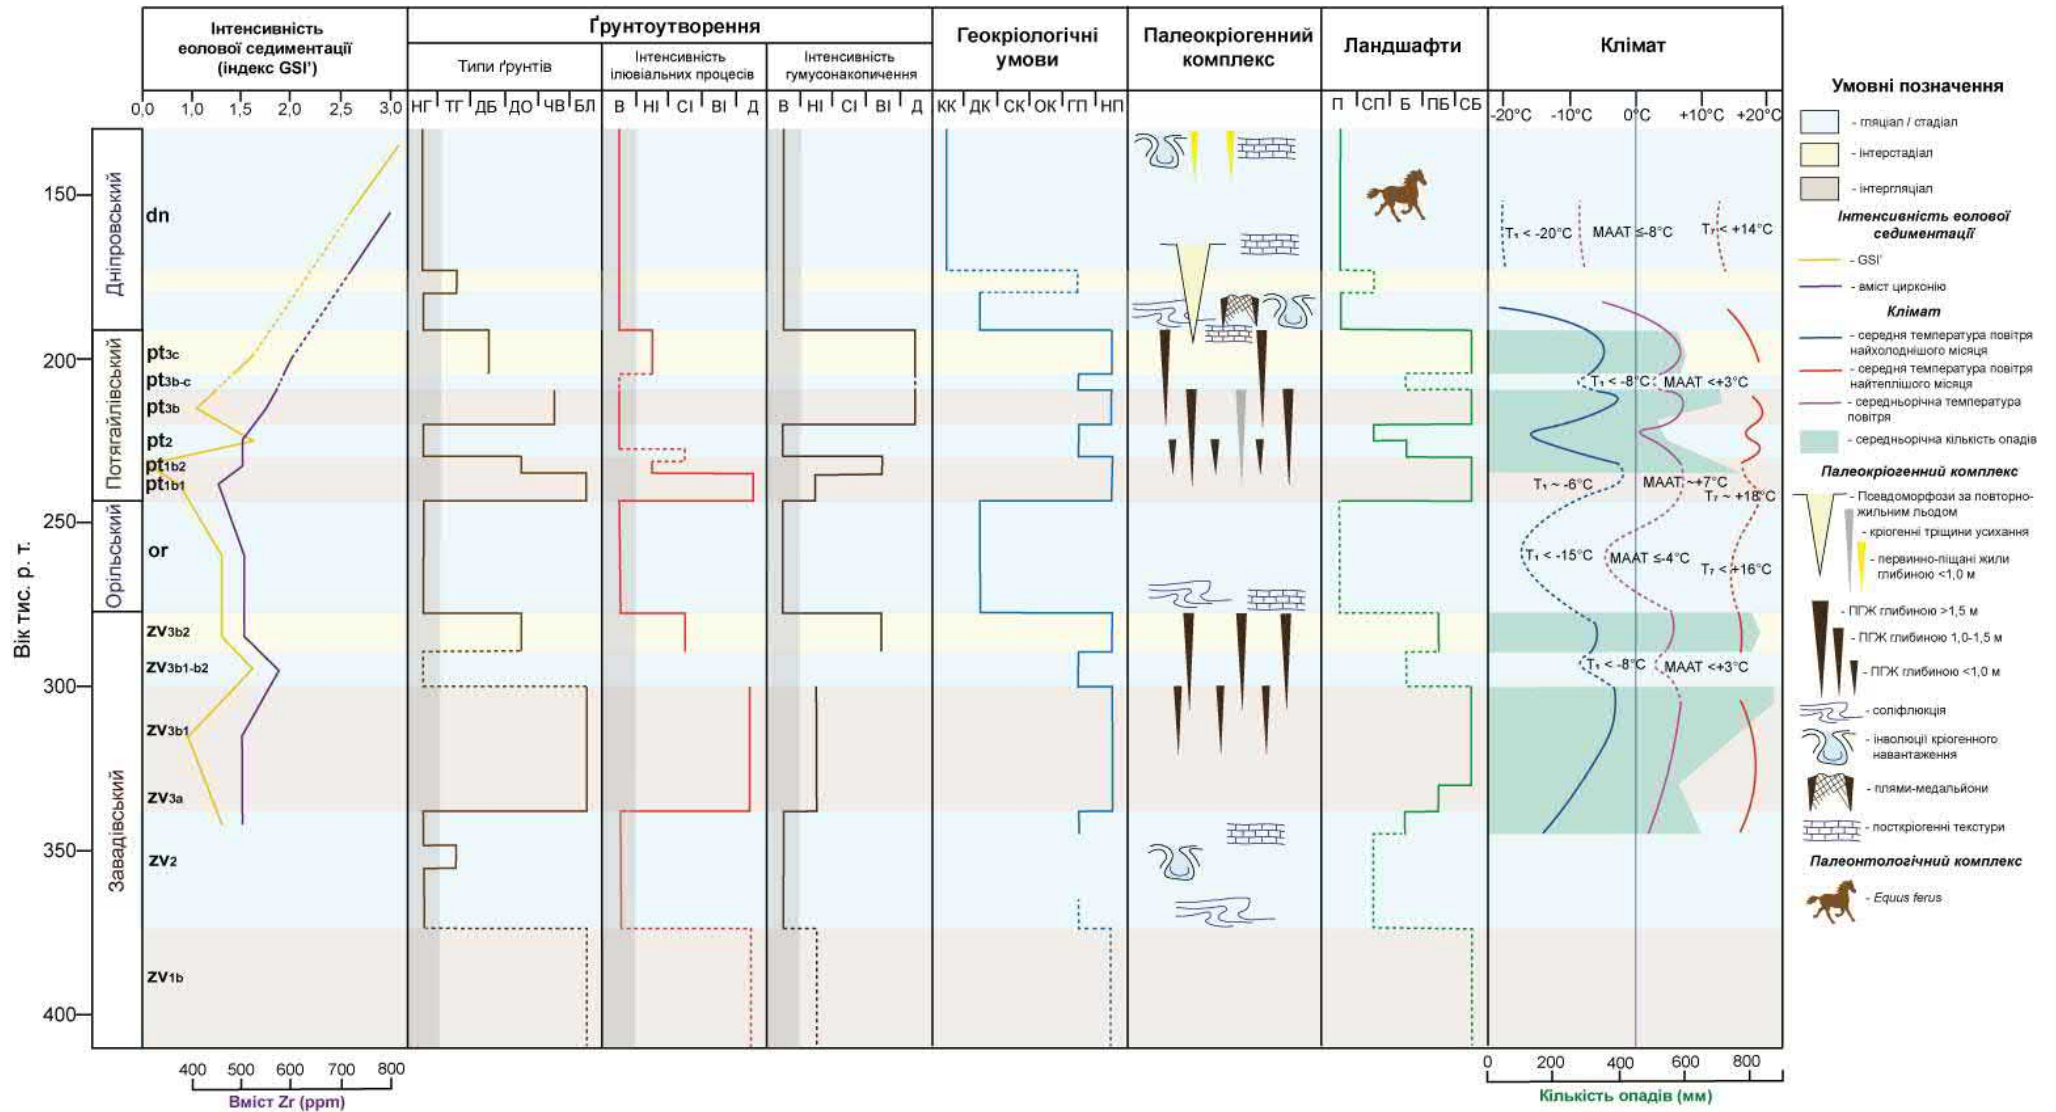 Інтенсивність
еолової седиментації
(індекс GSI')
Ґрунтоутворення
Типи ґрунтів
Інтенсивність
ілювіальних процесів
Інтенсивність
гумусонакопичення
Геокріологічні
умови
Палеокріогенний
комплекс
Ландшафти
Клімат
0,0 1,0 1,5 2,0 2,5 3,0
НГ ТГ ДБ ДО ЧВ БЛ
В НІ СІ ВІ Д
В НІ СІ ВІ Д
КК ДК СК ОК ГП НП
П СП Б ПБ СБ
-20°C -10°C 0°C +10°C +20°C
Вік тис. р. т.
150
200
250
300
350
400
Дніпровський
Потягайлівський
Орільський
Завадівський
dn
pt3c
pt3b-c
pt3b
pt2
pt1b2
pt1b1
or
zv3b2
zv3b1-b2
zv3b1
zv3a
zv2
zv1b
T₁ < -20°C MAAT ≤-8°C T₇ < +14°C
T₁ < -8°C MAAT <+3°C
T₁ ~ -6°C MAAT ~+7°C
T₇ ~ +18°C
T₁ < -15°C MAAT ≤-4°C T₇ < +16°C
T₁ < -8°C MAAT <+3°C
400 500 600 700 800
Вміст Zr (ppm)
0 200 400 600 800
Кількість опадів (мм)
Умовні позначення
- гляціал / стадіал
- інтерстадіал
- інтергляціал
Інтенсивність еолової
седиментації
- GSI'
- вміст цирконію
Клімат
- середня температура повітря
найхолоднішого місяця
- середня температура повітря
найтеплішого місяця
- середньорічна температура
повітря
- середньорічна кількість опадів
Палеокріогенний комплекс
- Псевдоморфози за повторно-
жильним льодом
- кріогенні тріщини усихання
- первинно-піщані жили
глибиною <1,0 м
- ПГЖ глибиною >1,5 м
- ПГЖ глибиною 1,0-1,5 м
- ПГЖ глибиною <1,0 м
- соліфлюкція
- інволюції кріогенного
навантаження
- плями-медальйони
- посткріогенні текстури
Палеонтологічний комплекс
- Equus ferus